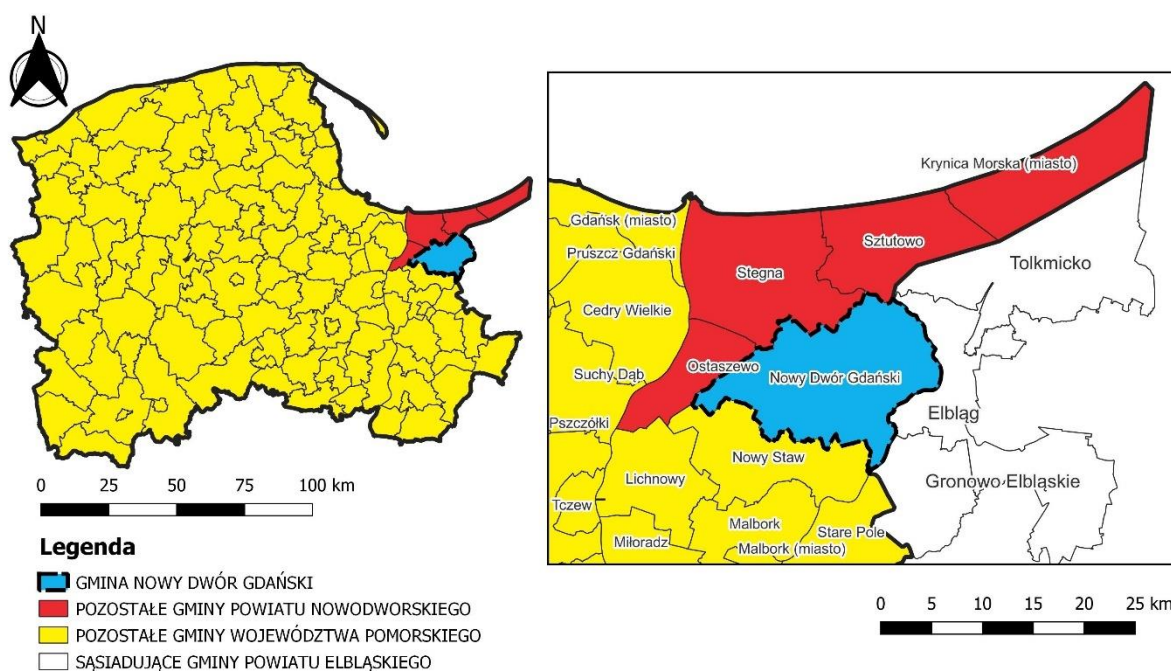 N
0 25 50 75 100 km
Legenda
GMINA NOWY DWÓR GDAŃSKI
POZOSTAŁE GMINY POWIATU NOWODWORSKIEGO
POZOSTAŁE GMINY WOJEWÓDZTWA POMORSKIEGO
SĄSIADUJĄCE GMINY POWIATU ELBLĄSKIEGO
Krynica Morska (miasto)
Gdańsk (miasto)
Sztutowo
Pruszcz Gdański
Tolkmicko
Stegna
Cedry Wielkie
Ostaszewo
Suchy Dąb
Nowy Dwór Gdański
Elbląg
Pszczółki
Nowy Staw
Lichnowy
Gronowo Elbląskie
Tczew
Malbork
Stare Pole
Miłoradz
Malbork (miasto)
0 5 10 15 20 25 km